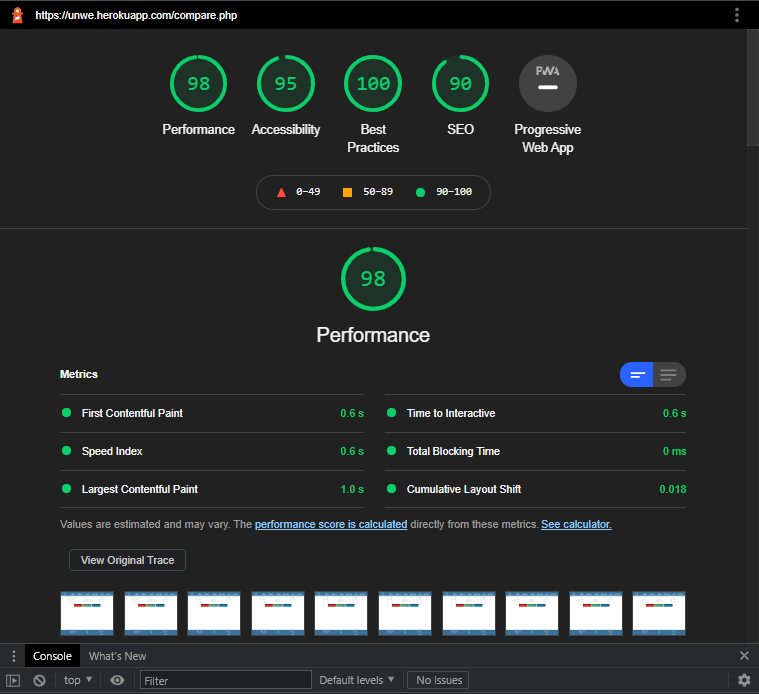 https://unwe.herokuapp.com/compare.php
98 95 100 90 PWA
Performance Accessibility Best Practices SEO Progressive Web App
0–49 50–89 90–100
98
Performance
Metrics
First Contentful Paint 0.6 s
Time to Interactive 0.6 s
Speed Index 0.6 s
Total Blocking Time 0 ms
Largest Contentful Paint 1.0 s
Cumulative Layout Shift 0.018
Values are estimated and may vary. The performance score is calculated directly from these metrics. See calculator.
View Original Trace
Console What's New
top Filter Default levels No Issues